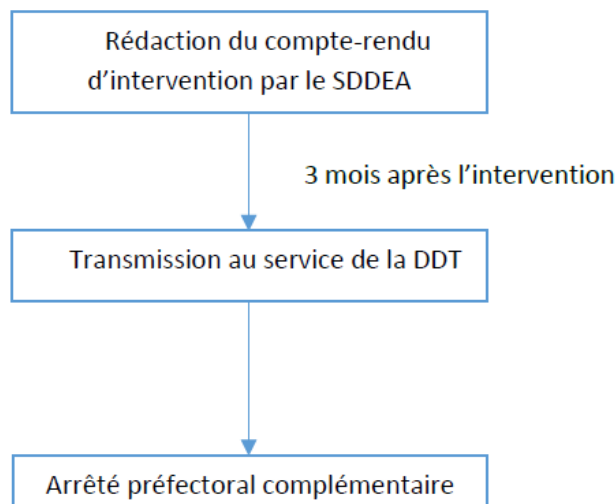 Rédaction du compte-rendu
d’intervention par le SDDEA
3 mois après l’intervention
Transmission au service de la DDT
Arrêté préfectoral complémentaire